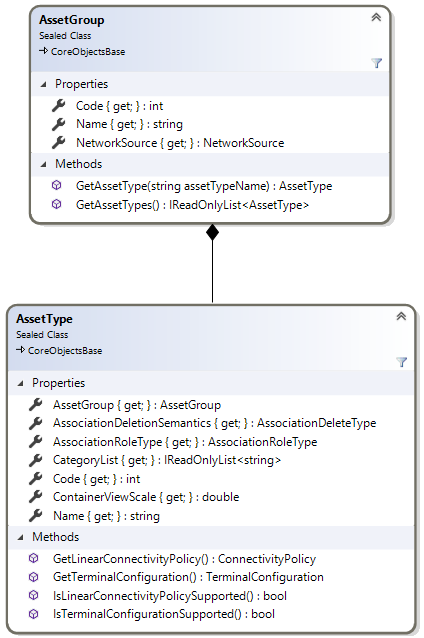 AssetGroup
Sealed Class
CoreObjectsBase
Properties
Code { get; } : int
Name { get; } : string
NetworkSource { get; } : NetworkSource
Methods
GetAssetType(string assetTypeName) : AssetType
GetAssetTypes() : IReadOnlyList<AssetType>
AssetType
Sealed Class
CoreObjectsBase
Properties
AssetGroup { get; } : AssetGroup
AssociationDeletionSemantics { get; } : AssociationDeleteType
AssociationRoleType { get; } : AssociationRoleType
CategoryList { get; } : IReadOnlyList<string>
Code { get; } : int
ContainerViewScale { get; } : double
Name { get; } : string
Methods
GetLinearConnectivityPolicy() : ConnectivityPolicy
GetTerminalConfiguration() : TerminalConfiguration
IsLinearConnectivityPolicySupported() : bool
IsTerminalConfigurationSupported() : bool